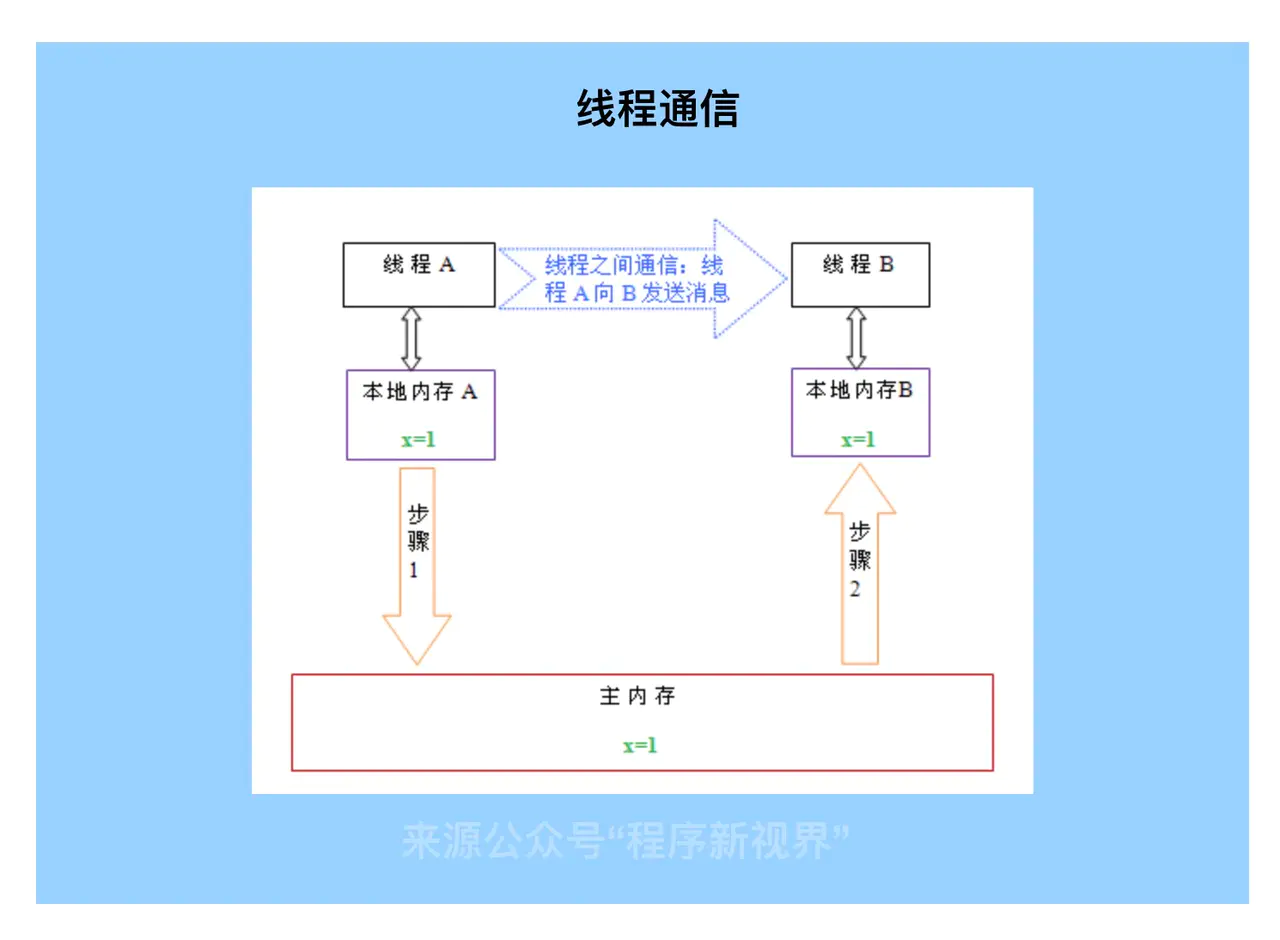 线程通信
线程 A
线程之间通信：线
程 A 向 B 发送消息
线程 B
本地内存 A
x=1
本地内存B
x=1
步
骤
1
步
骤
2
主内存
x=1
来源公众号“程序新视界”